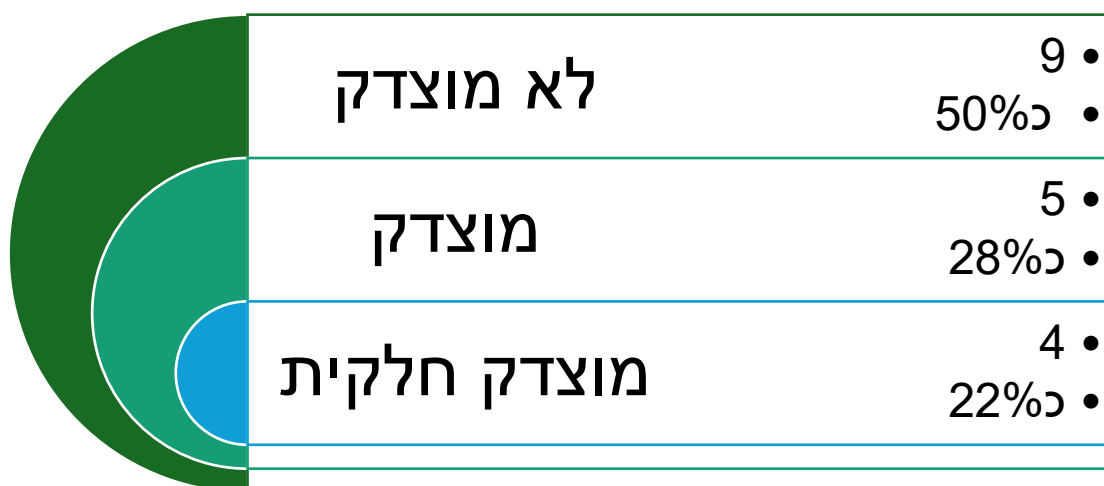 לא מוצדק
• 9
• כ50%
מוצדק
• 5
• כ28%
מוצדק חלקית
• 4
• כ22%